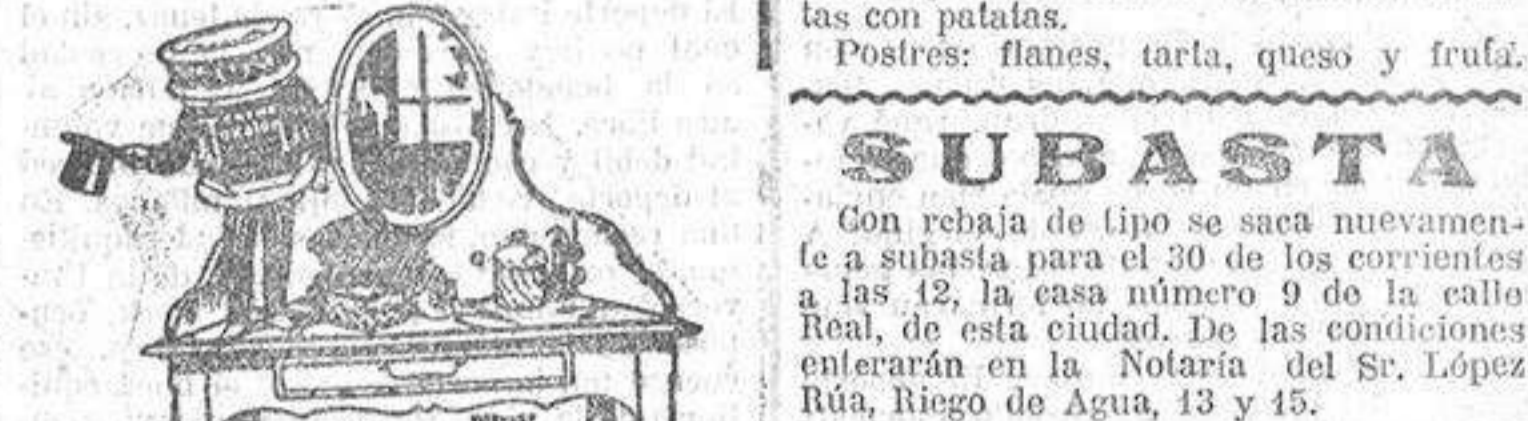 tas con patatas.
Postres: flanes, tarta, queso y fruta.
SUBASTA
Con rebaja de tipo se saca nuevamen-
te a subasta para el 30 de los corrientes
a las 12, la casa número 9 de la calle
Real, de esta ciudad. De las condiciones
enterarán en la Notaría del Sr. López
Rúa, Riego de Agua, 13 y 15.